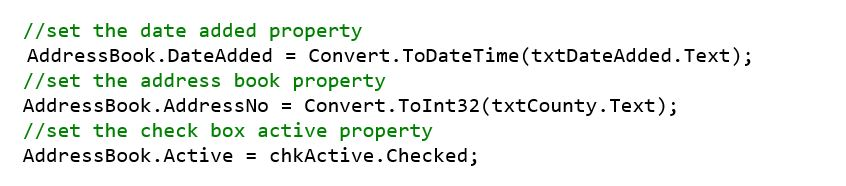 //set the date added property
AddressBook.DateAdded = Convert.ToDateTime(txtDateAdded.Text);
//set the address book property
AddressBook.AddressNo = Convert.ToInt32(txtCounty.Text);
//set the check box active property
AddressBook.Active = chkActive.Checked;